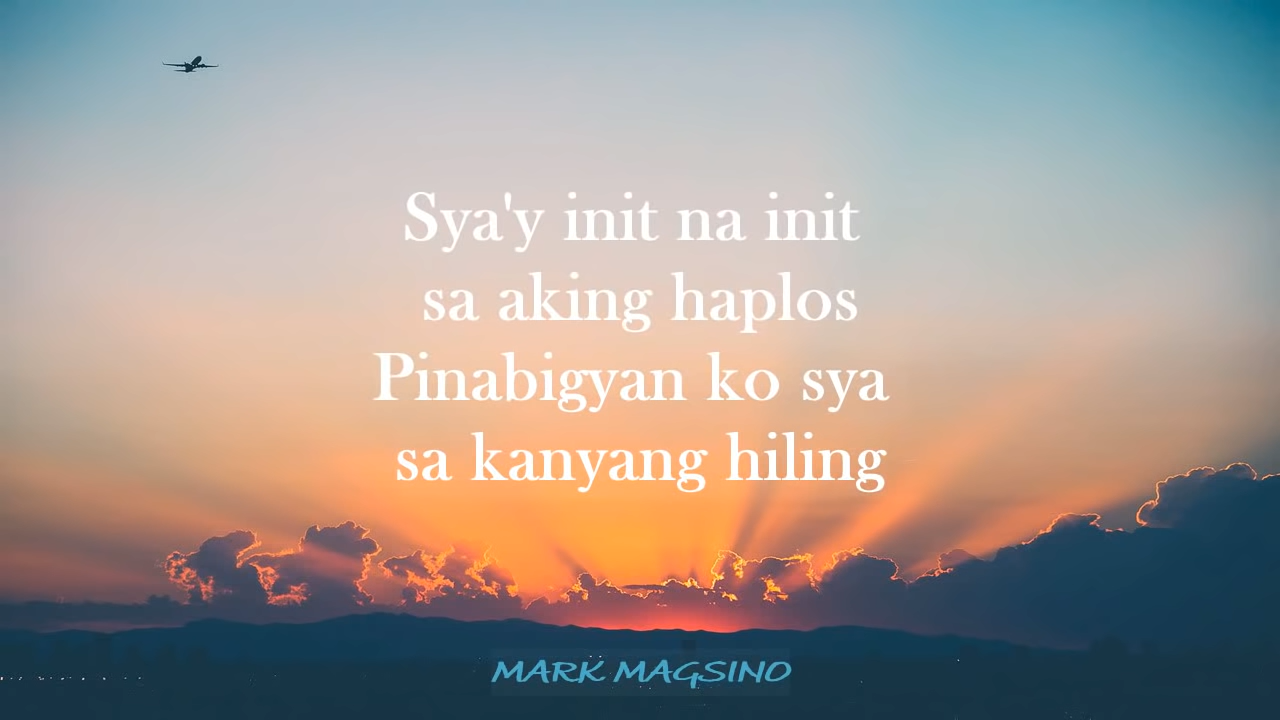 Sya'y init na init
sa aking haplos
Pinabigyan ko sya
sa kanyang hiling
MARK MAGSINO